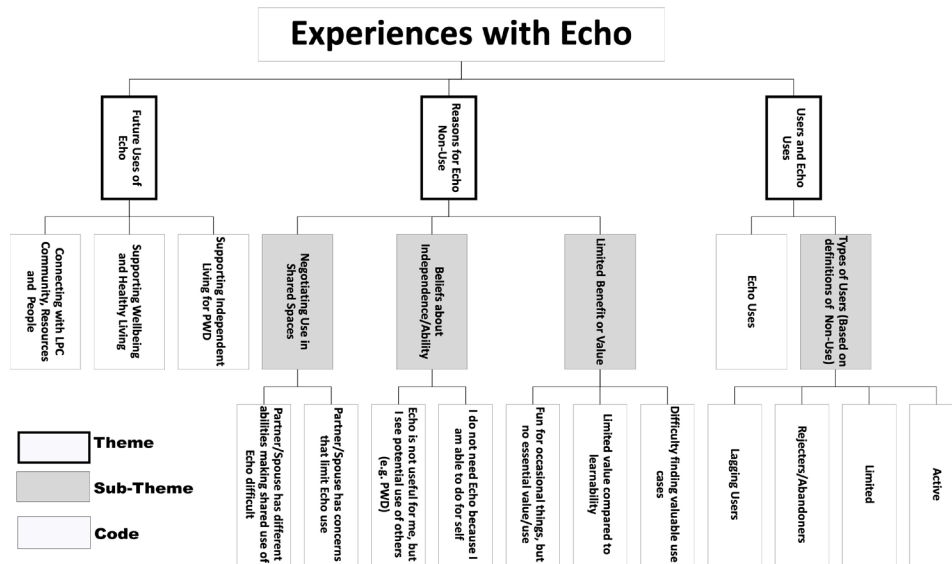 Experiences with Echo
Future Uses of
Echo
Reasons for Echo
Non-Use
Users and Echo
Uses
Connecting with LPC
Community, Resources
and People
Supporting Wellbeing
and Healthy Living
Supporting Independent
Living for PWD
Negotiating Use in
Shared Spaces
Beliefs about
Independence/Ability
Limited Benefit or Value
Echo Uses
Types of Users (Based on
definitions of Non-Use)
Partner/Spouse has different
abilities making shared use of
Echo difficult
Partner/Spouse has concerns
that limit Echo use
Echo is not useful for me, but
I see potential use of others
(e.g. PWD)
I do not need Echo because I
am able to do for self
Fun for occasional things, but
no essential value/use
Limited value compared to
learnability
Difficulty finding valuable use
cases
Lagging Users
Rejecters/Abandoners
Limited
Active
Theme
Sub-Theme
Code